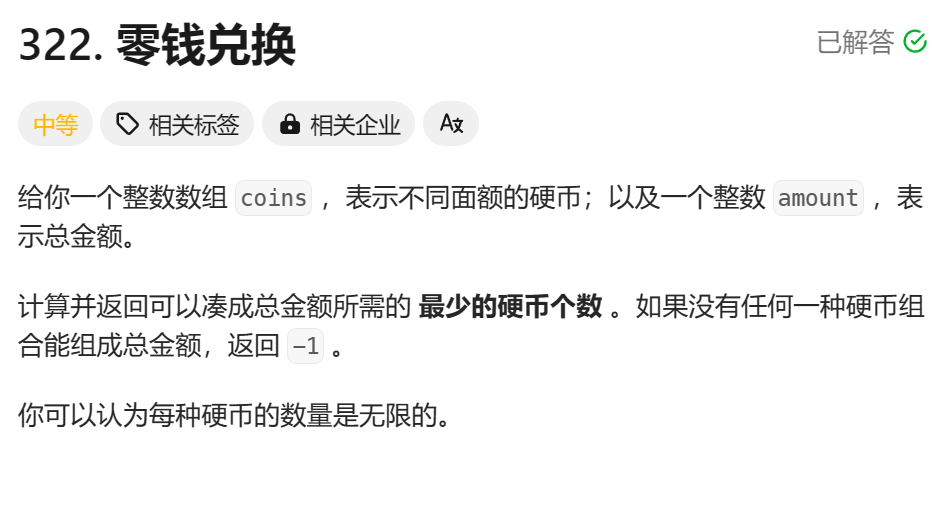 322. 零钱兑换
已解答
中等
相关标签
相关企业
给你一个整数数组 coins ，表示不同面额的硬币；以及一个整数 amount ，表
示总金额。
计算并返回可以凑成总金额所需的 最少的硬币个数 。如果没有任何一种硬币组
合能组成总金额，返回 -1 。
你可以认为每种硬币的数量是无限的。